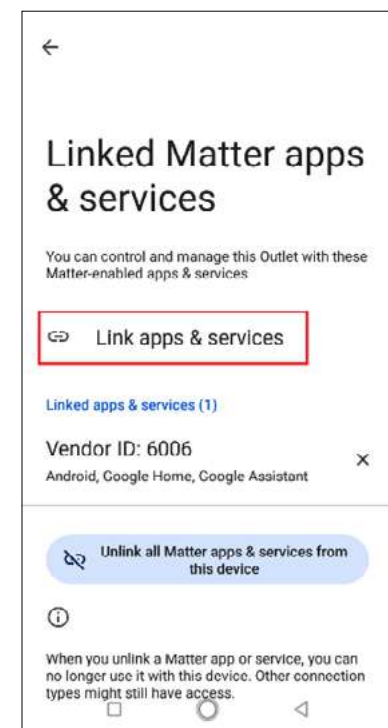 Linked Matter apps
& services
You can control and manage this Outlet with these
Matter-enabled apps & services
Link apps & services
Linked apps & services (1)
Vendor ID: 6006
Android, Google Home, Google Assistant
Unlink all Matter apps & services from
this device
When you unlink a Matter app or service, you can
no longer use it with this device. Other connection
types might still have access.